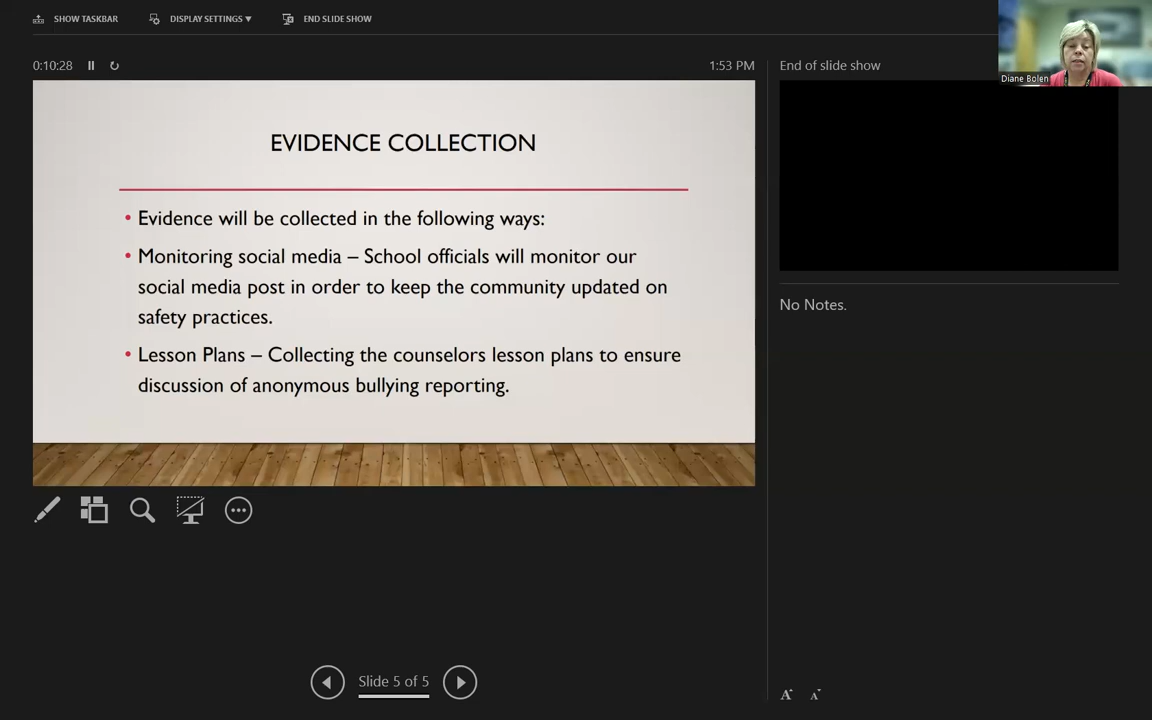 SHOW TASKBAR
DISPLAY SETTINGS ▼
END SLIDE SHOW
0:10:28
1:53 PM
End of slide show
Diane Bolen
EVIDENCE COLLECTION
• Evidence will be collected in the following ways:
• Monitoring social media – School officials will monitor our
social media post in order to keep the community updated on
safety practices.
• Lesson Plans – Collecting the counselors lesson plans to ensure
discussion of anonymous bullying reporting.
No Notes.
Slide 5 of 5
A A